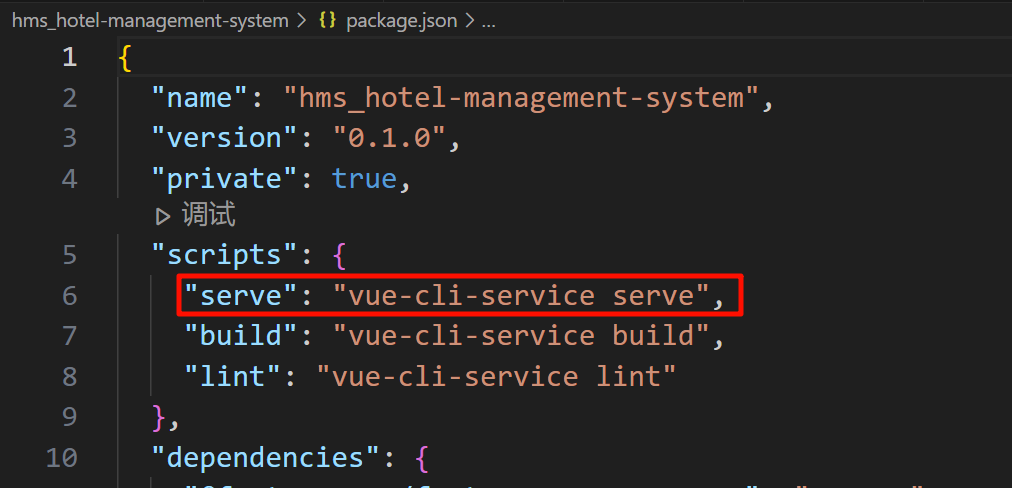 hms_hotel-management-system > {} package.json > ...
1 {
2 "name": "hms_hotel-management-system",
3 "version": "0.1.0",
4 "private": true,
▷ 调试
5 "scripts": {
6 "serve": "vue-cli-service serve",
7 "build": "vue-cli-service build",
8 "lint": "vue-cli-service lint"
9 },
10 "dependencies": {